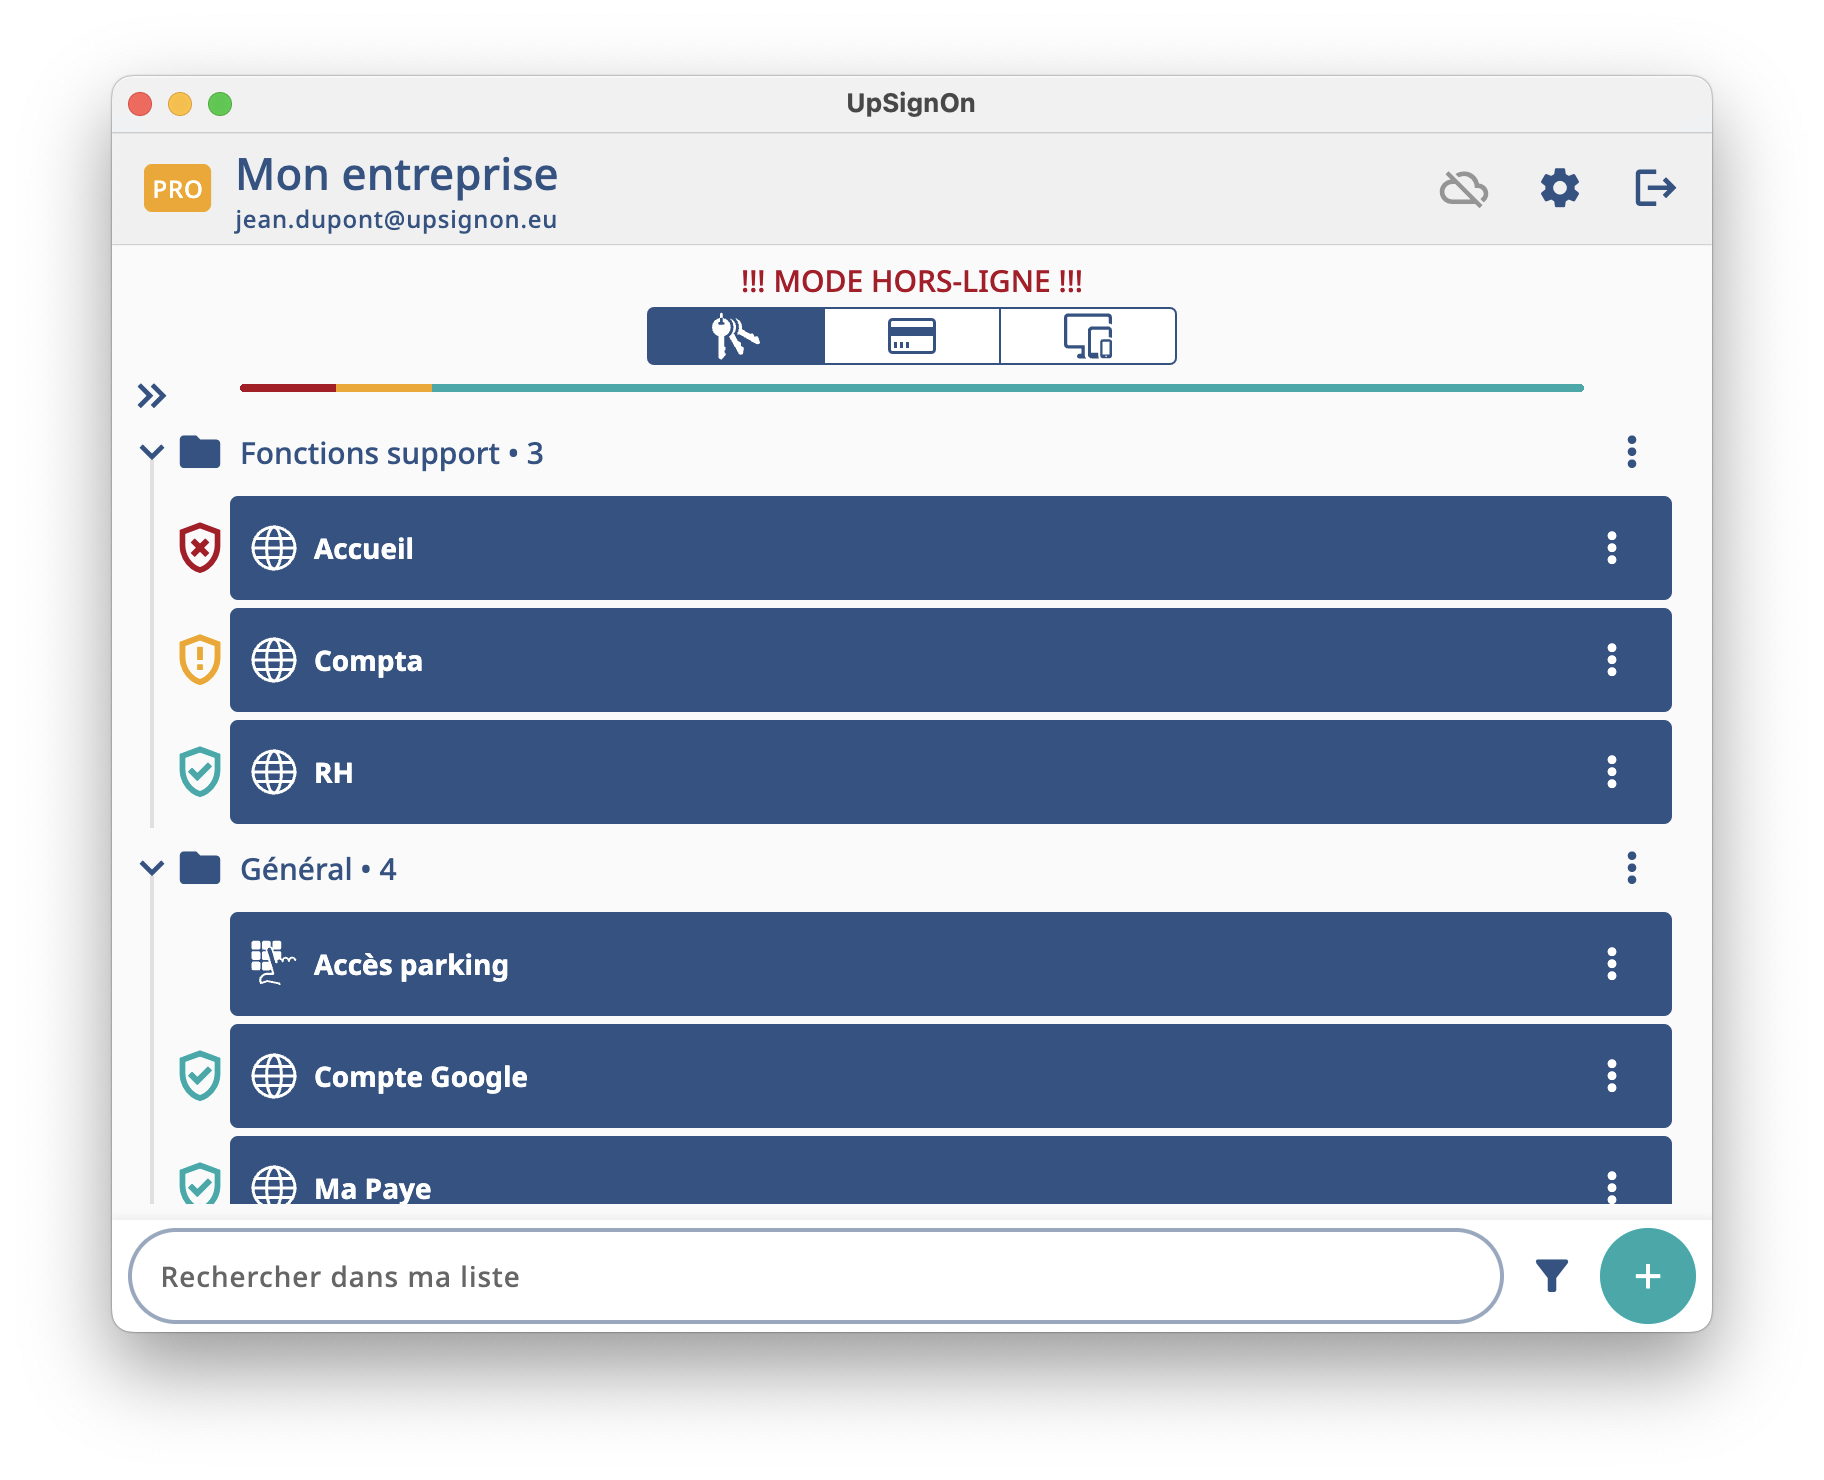 UpSignOn
PRO
Mon entreprise
jean.dupont@upsignon.eu
!!! MODE HORS-LIGNE !!!
Fonctions support • 3
Accueil
Compta
RH
Général • 4
Accès parking
Compte Google
Ma Paye
Rechercher dans ma liste